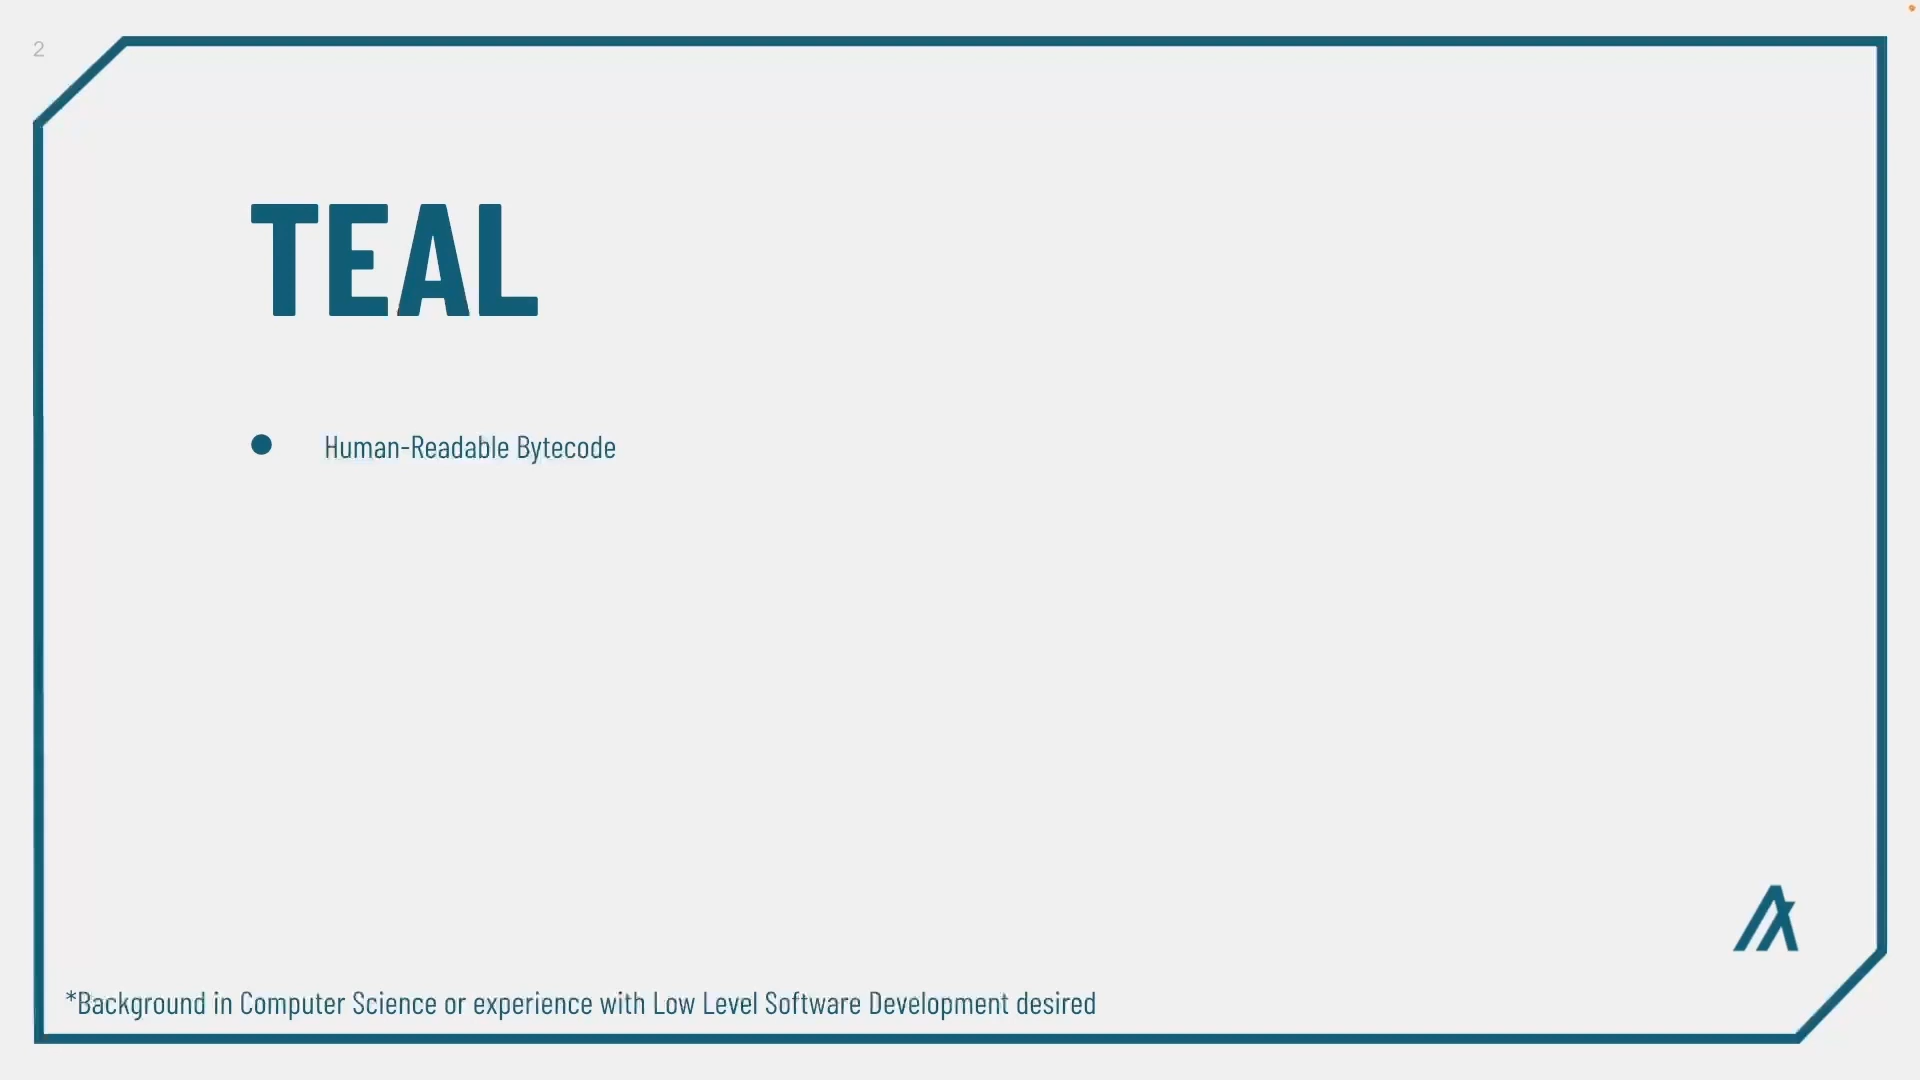 2
TEAL
● Human-Readable Bytecode
*Background in Computer Science or experience with Low Level Software Development desired